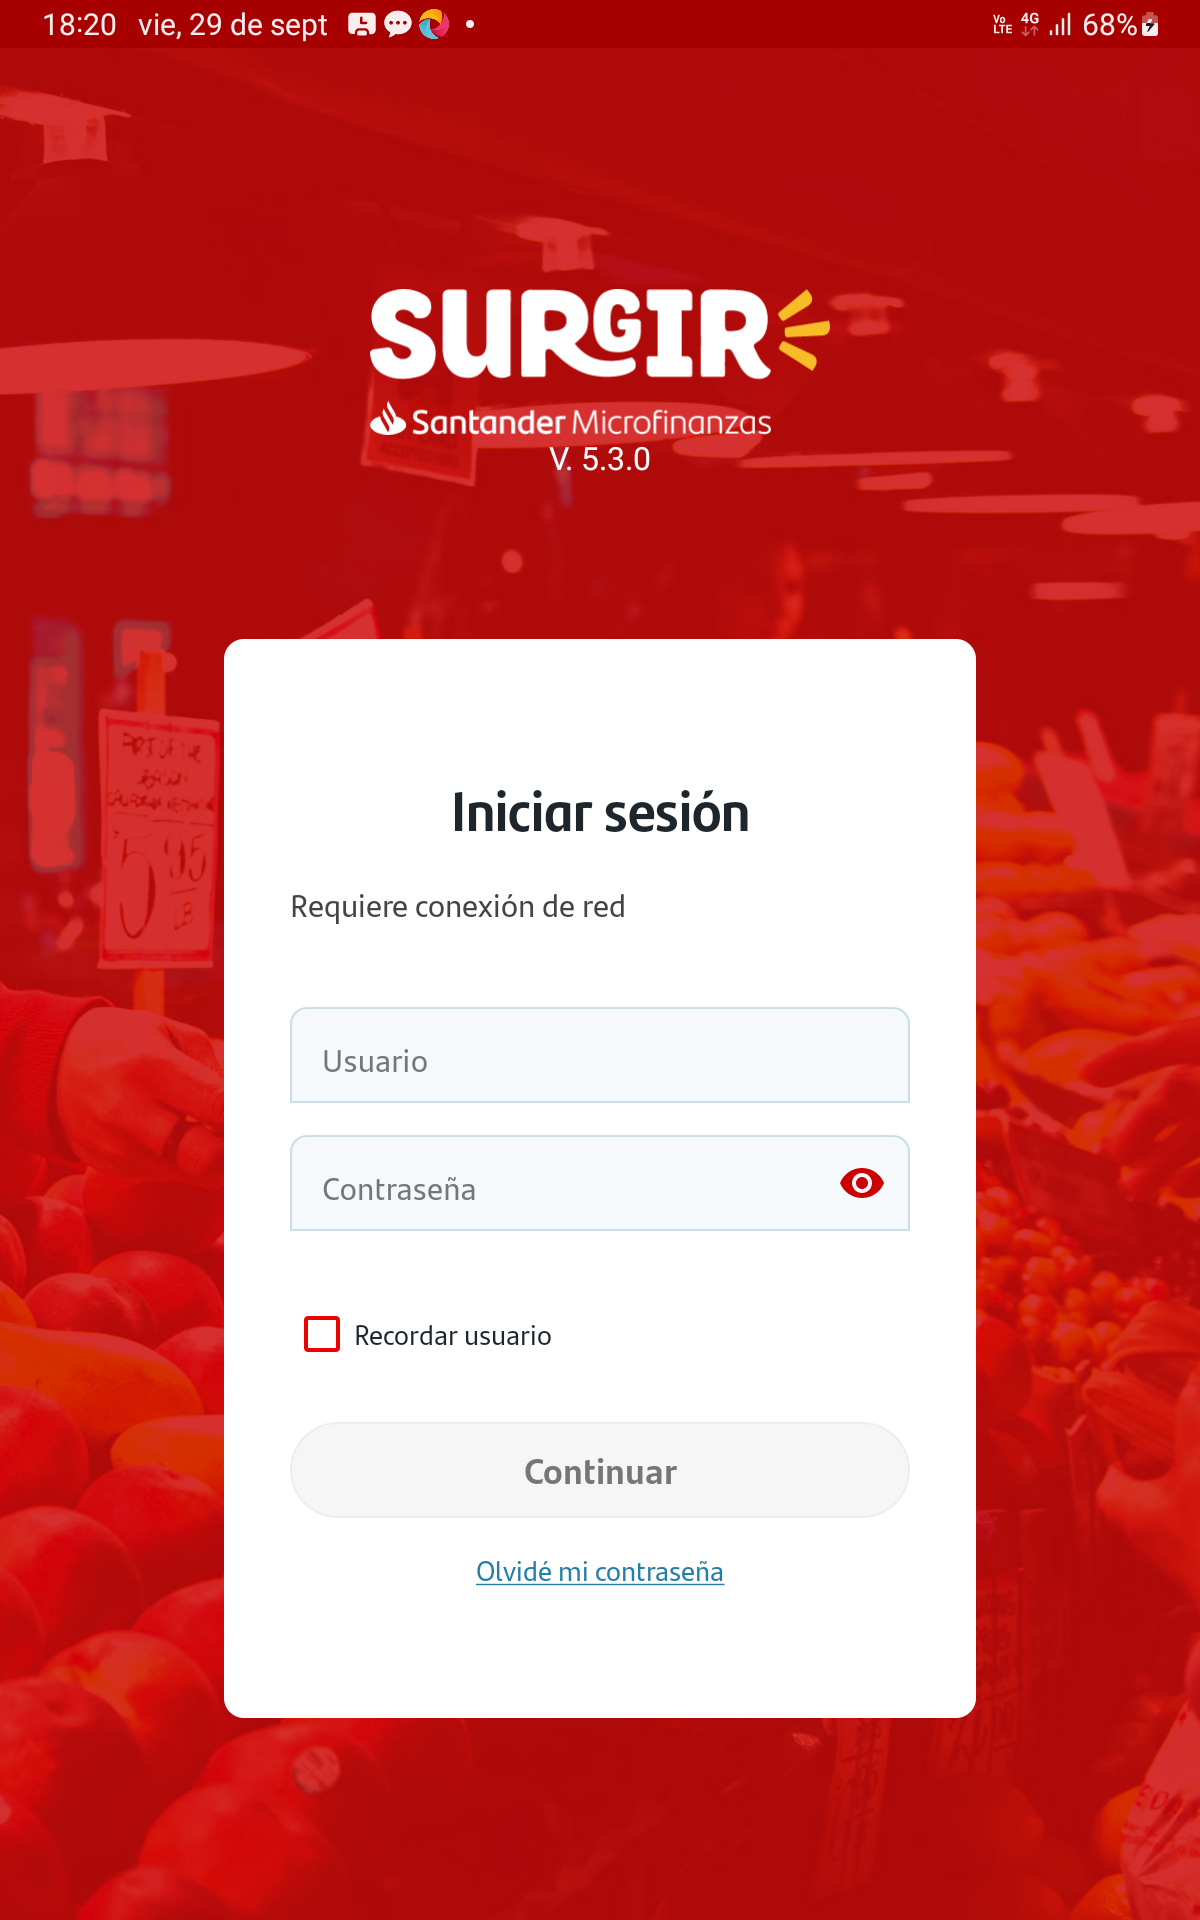 18:20 vie, 29 de sept
Vo LTE 4G 68%
SURGIR
Santander Microfinanzas
V. 5.3.0
Iniciar sesión
Requiere conexión de red
Usuario
Contraseña
Recordar usuario
Continuar
Olvidé mi contraseña